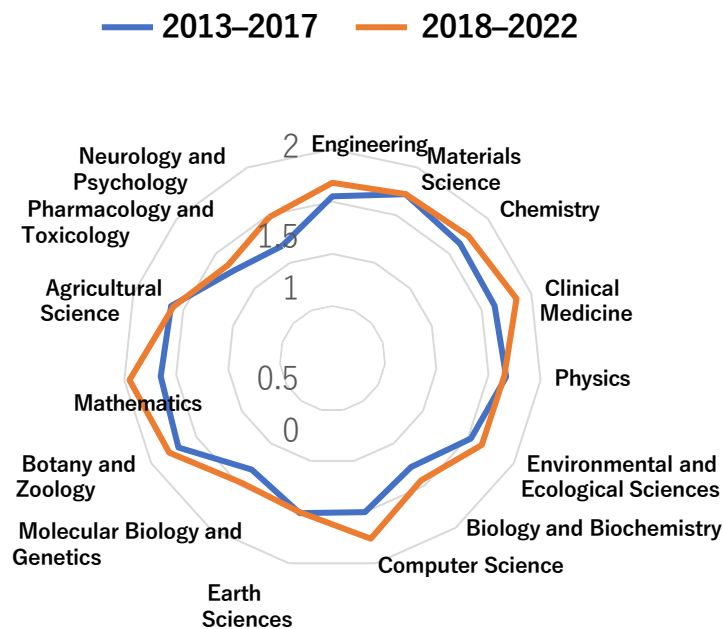 2013–2017
2018–2022
2
Engineering
Materials
Science
Chemistry
Clinical
Medicine
Physics
Environmental and
Ecological Sciences
Biology and Biochemistry
Computer Science
Earth
Sciences
Molecular Biology and
Genetics
Botany and
Zoology
Mathematics
Agricultural
Science
Pharmacology and
Toxicology
Neurology and
Psychology
1.5
1
0.5
0